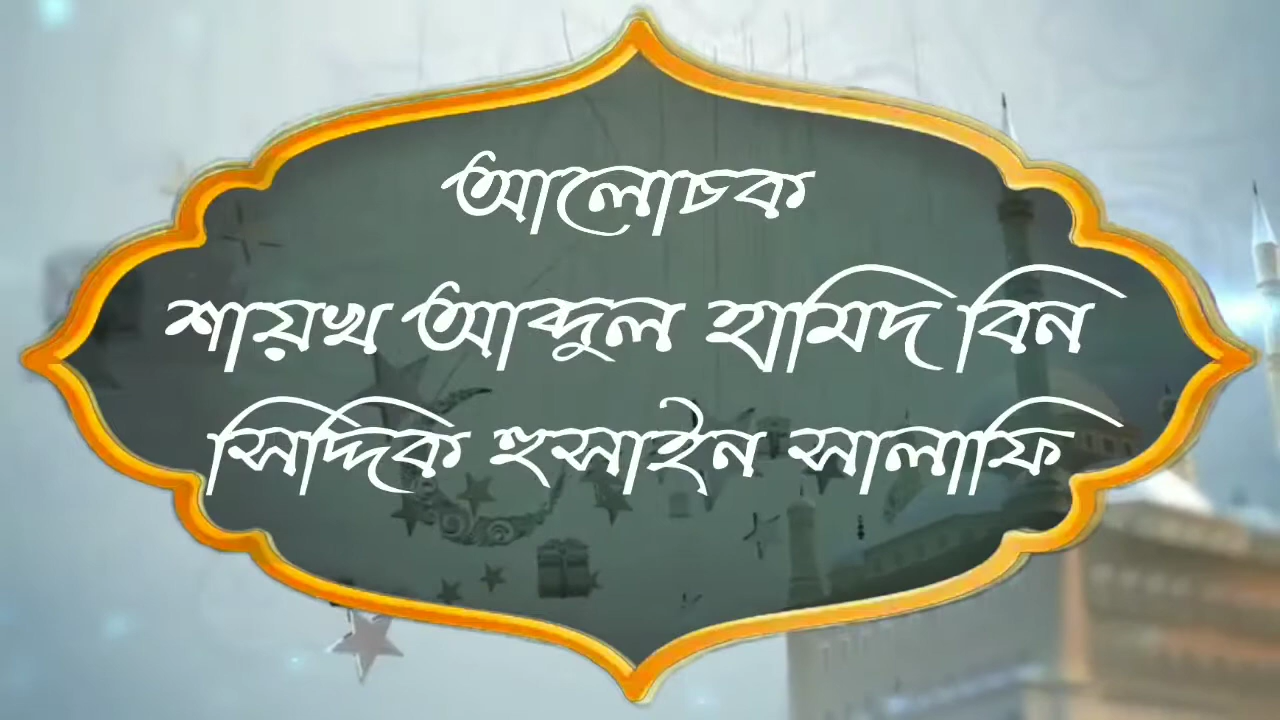 আলোচক
শায়খ আব্দুল হামিদ বিন
সিদ্দিক হুসাইন সালাফি